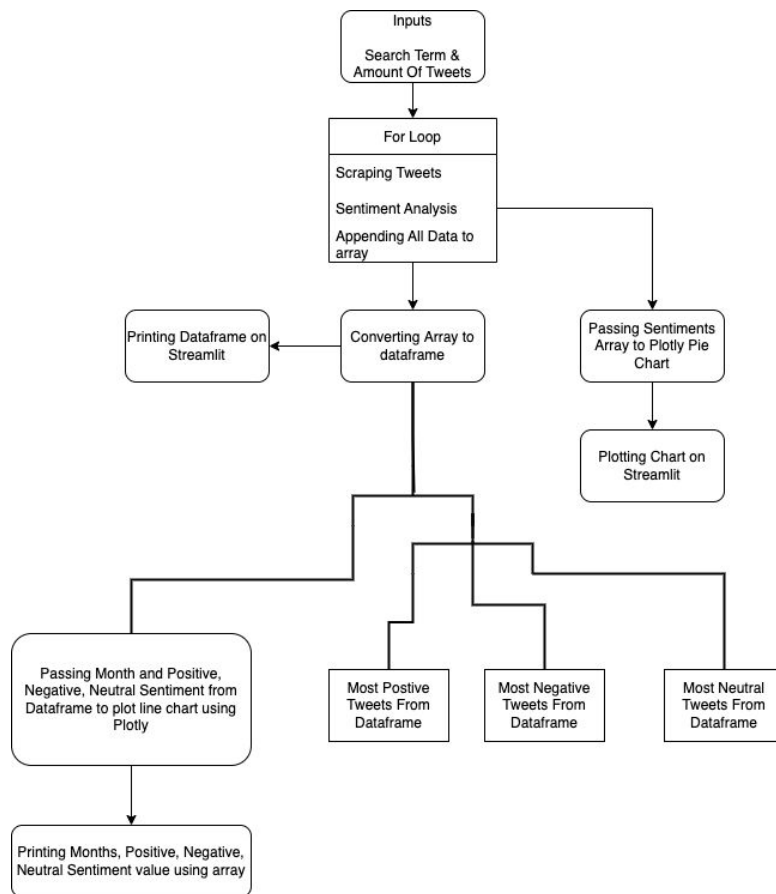 Inputs
Search Term &
Amount Of Tweets
For Loop
Scraping Tweets
Sentiment Analysis
Appending All Data to
array
Printing Dataframe on
Streamlit
Converting Array to
dataframe
Passing Sentiments
Array to Plotly Pie
Chart
Plotting Chart on
Streamlit
Passing Month and Positive,
Negative, Neutral Sentiment from
Dataframe to plot line chart using
Plotly
Most Postive
Tweets From
Dataframe
Most Negative
Tweets From
Dataframe
Most Neutral
Tweets From
Dataframe
Printing Months, Positive, Negative,
Neutral Sentiment value using array